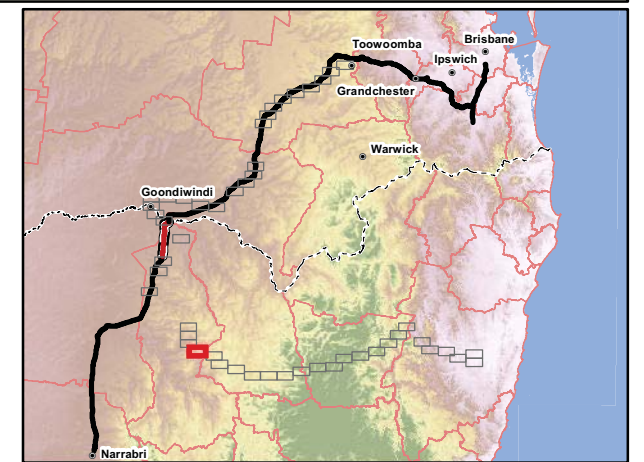 Brisbane
Toowoomba
Ipswich
Grandchester
Warwick
Goondiwindi
Narrabri